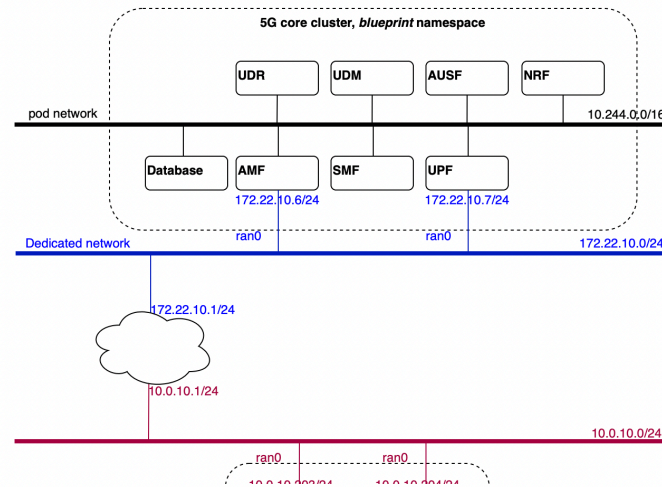 5G core cluster, blueprint namespace
UDR UDM AUSF NRF
pod network 10.244.0.0/16
Database AMF SMF UPF
172.22.10.6/24 172.22.10.7/24
ran0 ran0
Dedicated network 172.22.10.0/24
172.22.10.1/24
10.0.10.1/24
10.0.10.0/24
ran0 ran0